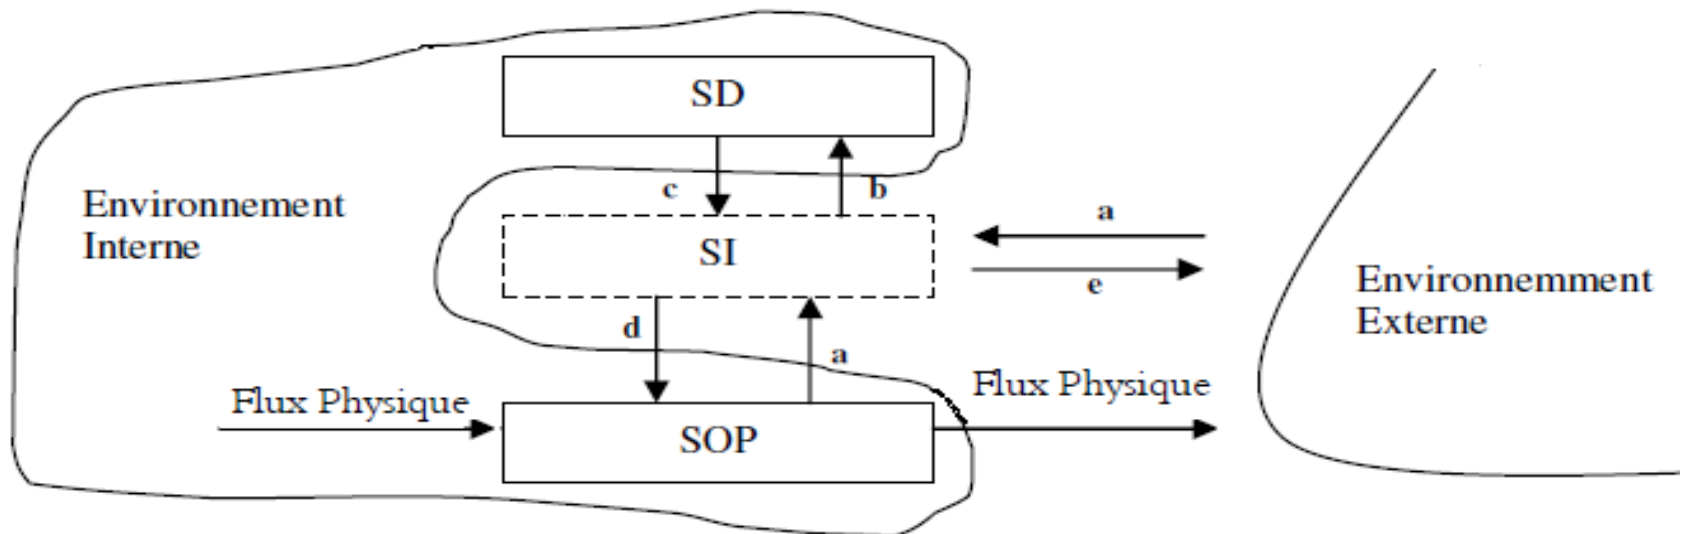 SD
c
b
Environnement
Interne
SI
a
e
Environnemment
Externe
d
a
Flux Physique
Flux Physique
SOP